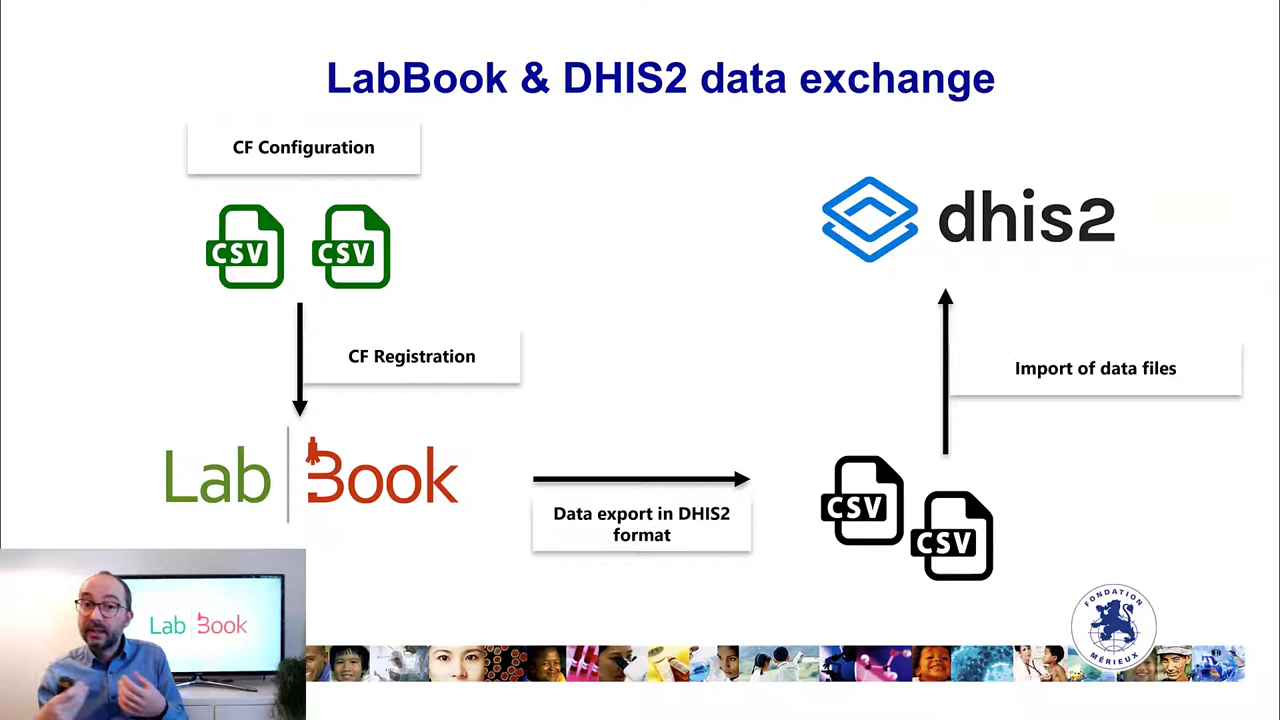 LabBook & DHIS2 data exchange
CF Configuration
CSV
CSV
dhis2
CF Registration
Import of data files
Lab Book
Data export in DHIS2
format
CSV
CSV
Lab Book
FONDATION
MÉRIEUX